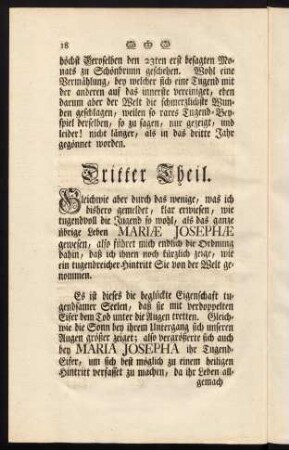 18
höchst Deroselben den 23ten erst besagten Mo-
nats zu Schönbrunn geschehen. Wohl eine
Vermählung, bey welcher sich eine Tugend mit
der anderen auf das innerste vereiniget, eben
darum aber der Welt die schmerzlichste Wun-
den geschlagen, weilen so rares Tugend-Bey-
spiel derselben, so zu sagen, nur gezeigt, und
leider! nicht länger, als in das dritte Jahr
gegönnet worden.
Dritter Theil.
Gleichwie aber durch das wenige, was ich
bishero gemeldet, klar erwiesen, wie
tugendvoll die Jugend so wohl, als das ganze
übrige Leben MARIÆ JOSEPHÆ
gewesen, also führet mich endlich die Ordnung
dahin, daß ich ihnen noch kürzlich zeige, wie
ein tugendreicher Hintritt Sie von der Welt ge-
nommen.
Es ist dieses die beglückte Eigenschaft tu-
gendsamer Seelen, daß sie mit verdoppelten
Eifer dem Tod unter die Augen tretten. Gleich-
wie die Sonn bey ihrem Untergang sich unseren
Augen größer zeiget; also vergrößerte sich auch
bey MARIA JOSEPHA ihr Tugend-
Eifer, um sich best möglich zu einem heiligen
Hintritt verfasset zu machen, da ihr Leben all-
gemach